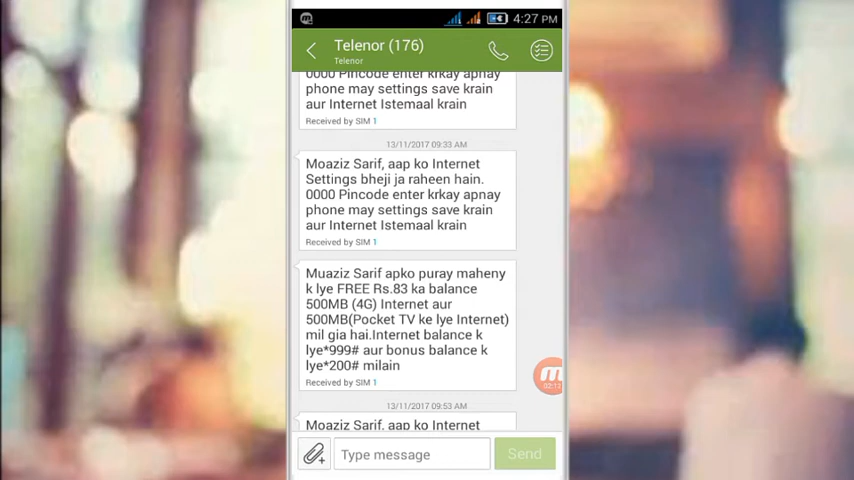 4:27 PM
Telenor (176)
Telenor
0000 Pincode enter krkay apnay
phone may settings save krain
aur Internet Istemaal krain
Received by SIM 1
13/11/2017 09:33 AM
Moaziz Sarif, aap ko Internet
Settings bheji ja raheen hain.
0000 Pincode enter krkay apnay
phone may settings save krain
aur Internet Istemaal krain
Received by SIM 1
Muaziz Sarif apko puray maheny
k lye FREE Rs.83 ka balance
500MB (4G) Internet aur
500MB(Pocket TV ke lye Internet)
mil gia hai.Internet balance k
lye*999# aur bonus balance k
lye*200# milain
Received by SIM 1
13/11/2017 09:53 AM
Moaziz Sarif, aap ko Internet
Type message
Send